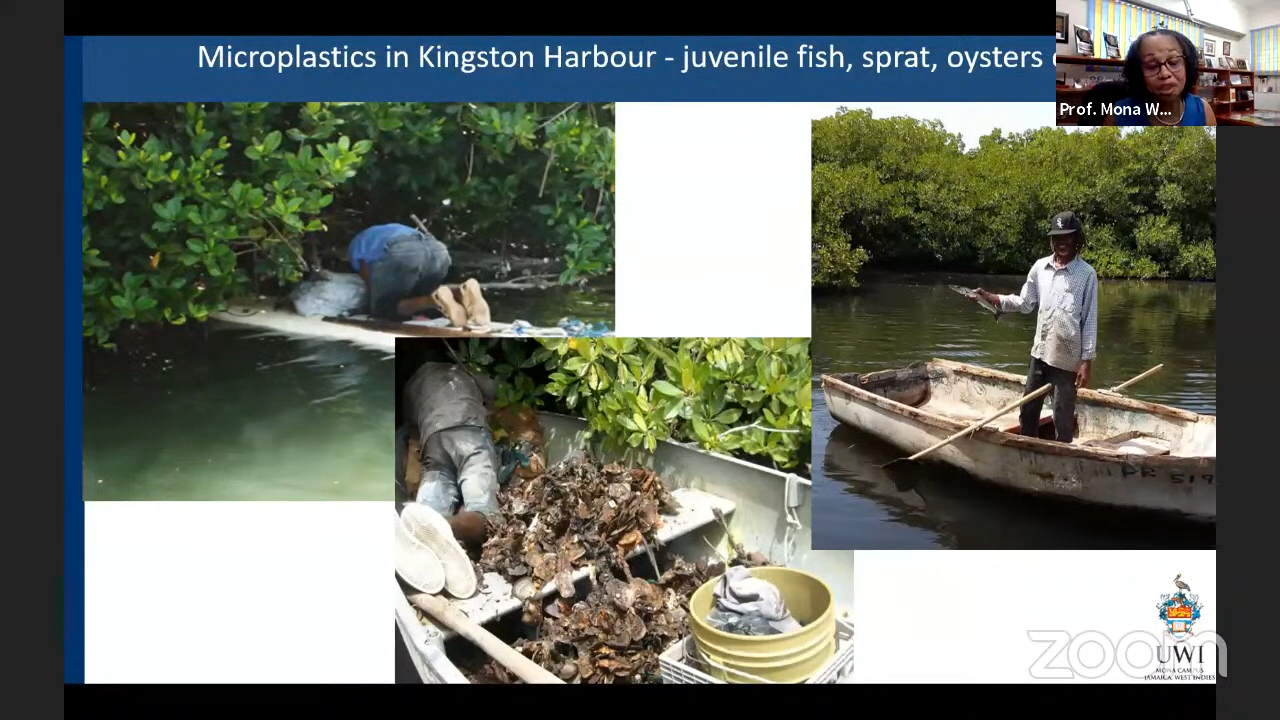 Microplastics in Kingston Harbour - juvenile fish, sprat, oysters
Prof. Mona W...
PR 519
zoom
UWI
MONA CAMPUS
JAMAICA, WEST INDIES